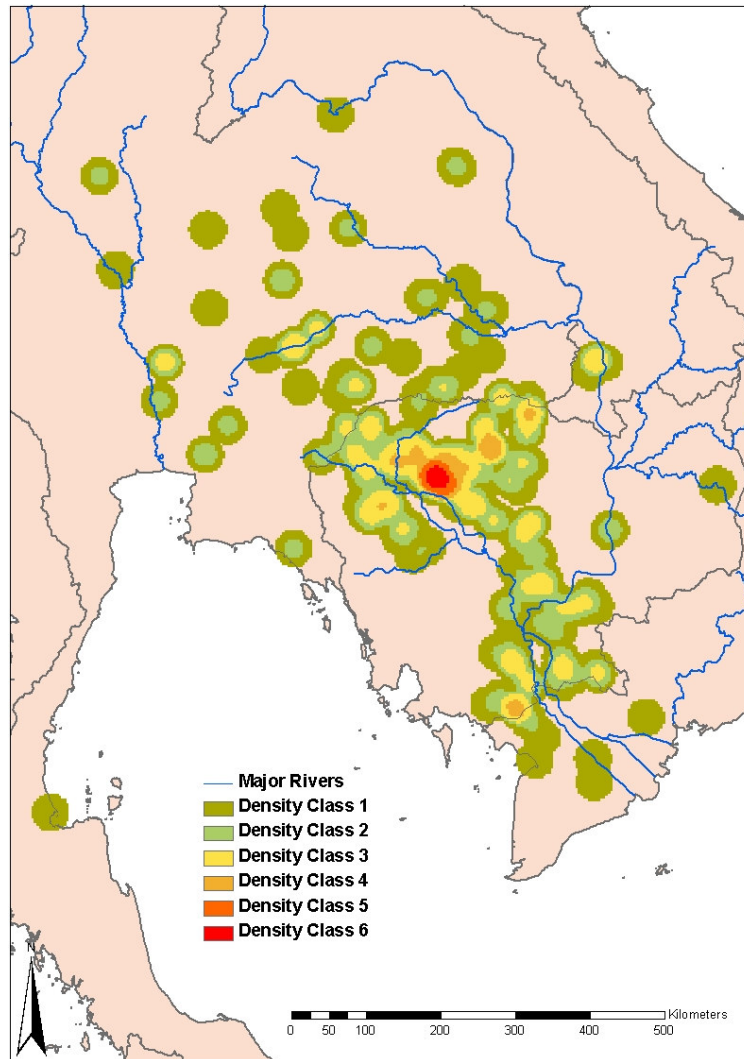 Major Rivers
Density Class 1
Density Class 2
Density Class 3
Density Class 4
Density Class 5
Density Class 6
N
Kilometers
0 50 100 200 300 400 500